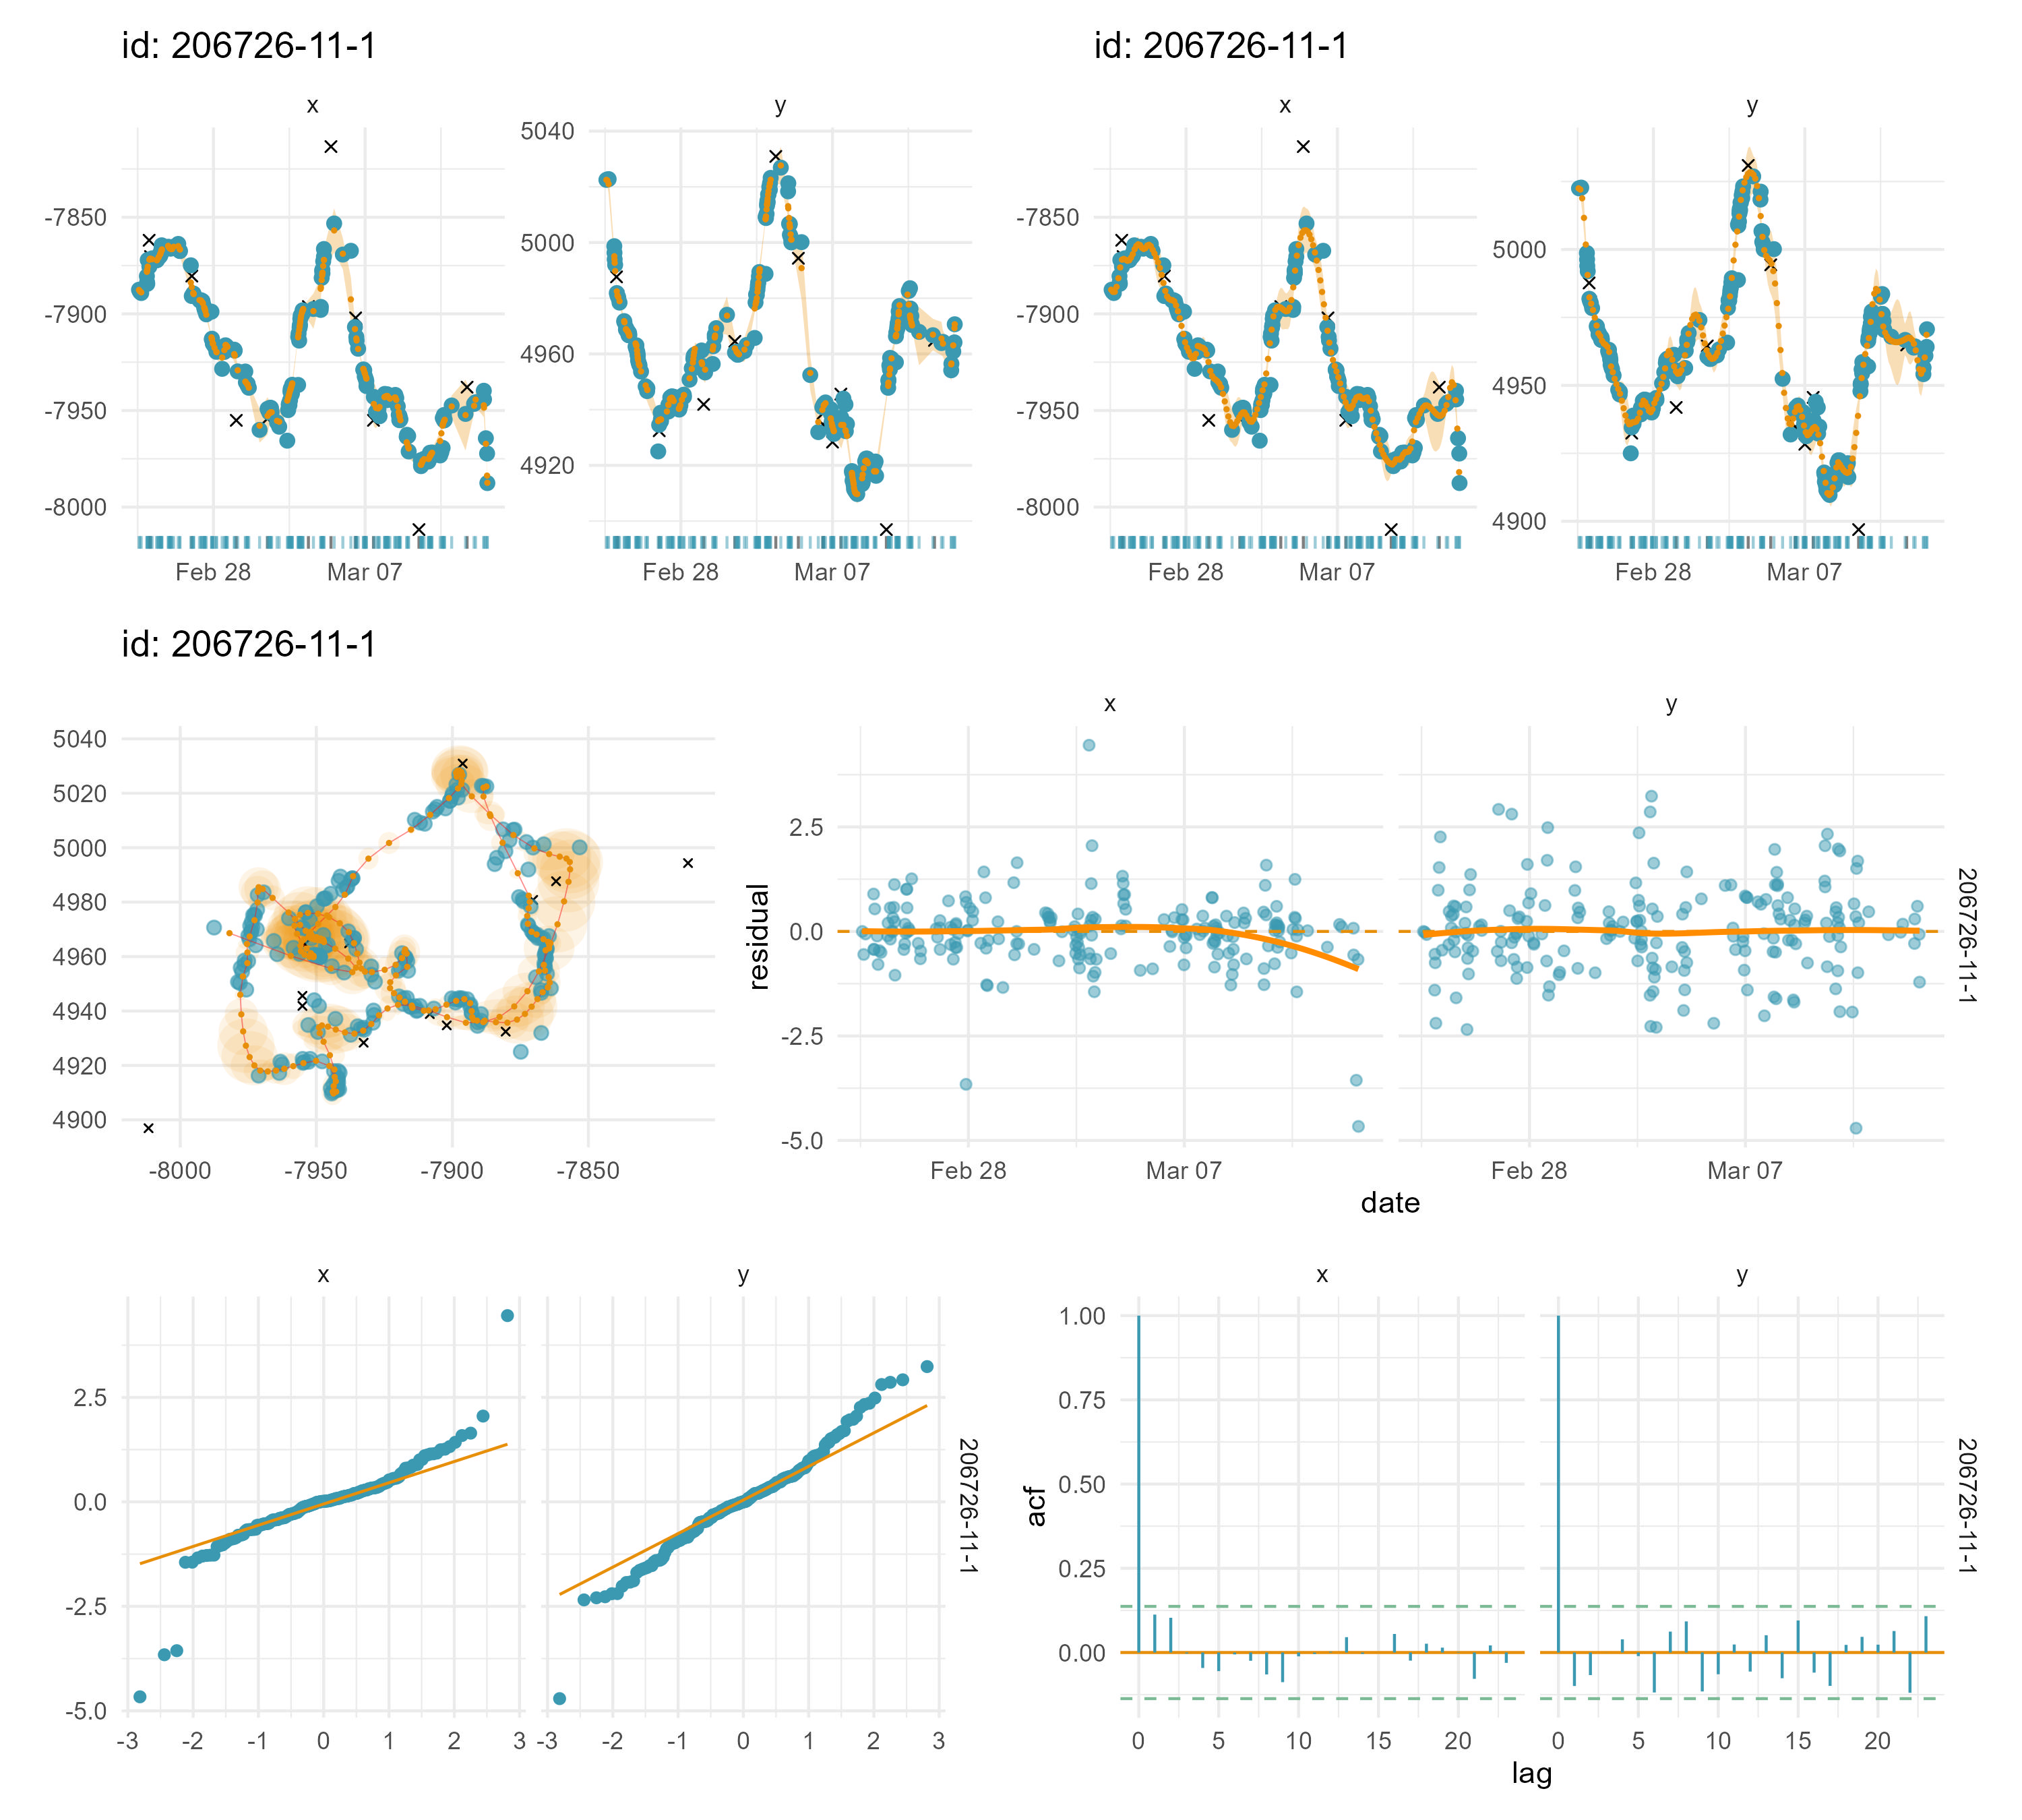 id: 206726-11-1
id: 206726-11-1
x
y
x
y
5040
5000
4960
4920
-7850
-7900
-7950
-8000
-7850
-7900
-7950
-8000
5000
4950
4900
Feb 28
Mar 07
Feb 28
Mar 07
Feb 28
Mar 07
Feb 28
Mar 07
id: 206726-11-1
5040
5020
5000
4980
4960
4940
4920
4900
-8000
-7950
-7900
-7850
x
y
residual
2.5
0.0
-2.5
-5.0
206726-11-1
Feb 28
Mar 07
Feb 28
Mar 07
date
x
y
2.5
0.0
-2.5
-5.0
206726-11-1
-3
-2
-1
0
1
2
3
-3
-2
-1
0
1
2
3
x
y
acf
1.00
0.75
0.50
0.25
0.00
206726-11-1
0
5
10
15
20
0
5
10
15
20
lag